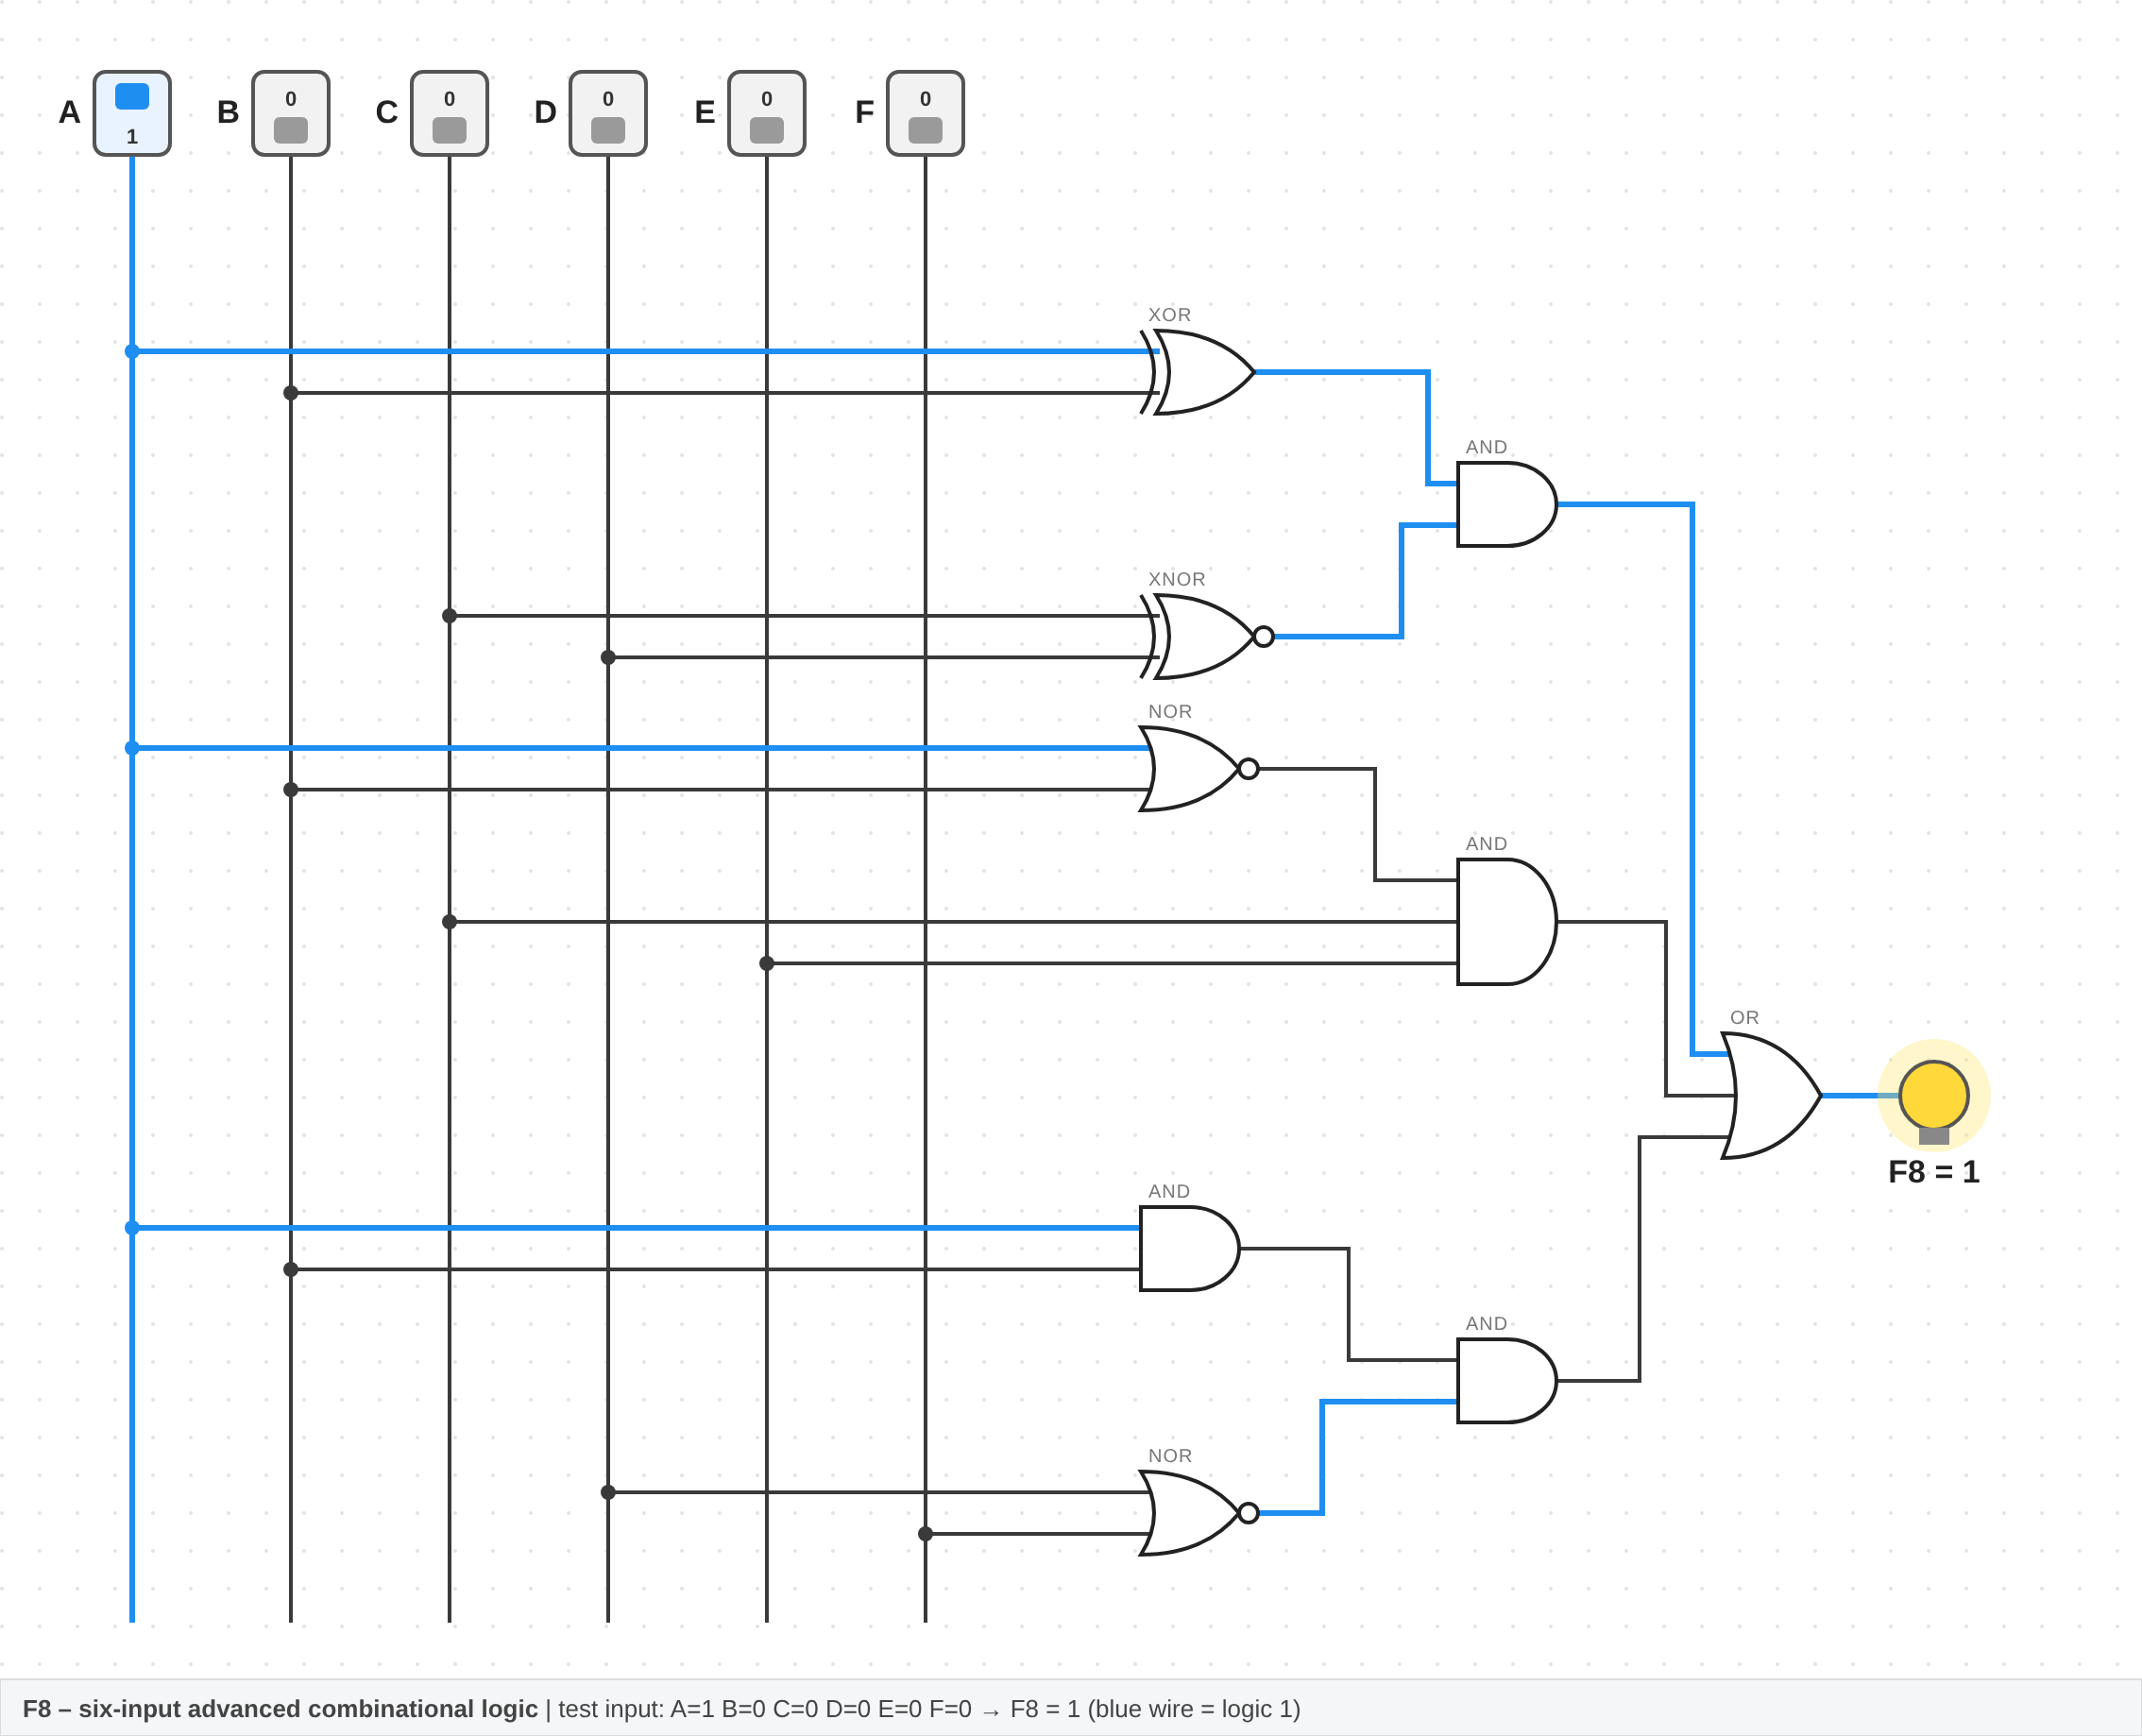 A 1 B 0 C 0 D 0 E 0 F 0
XOR
AND
XNOR
NOR
AND
OR
F8 = 1
AND
AND
NOR
F8 – six-input advanced combinational logic | test input: A=1 B=0 C=0 D=0 E=0 F=0 → F8 = 1 (blue wire = logic 1)